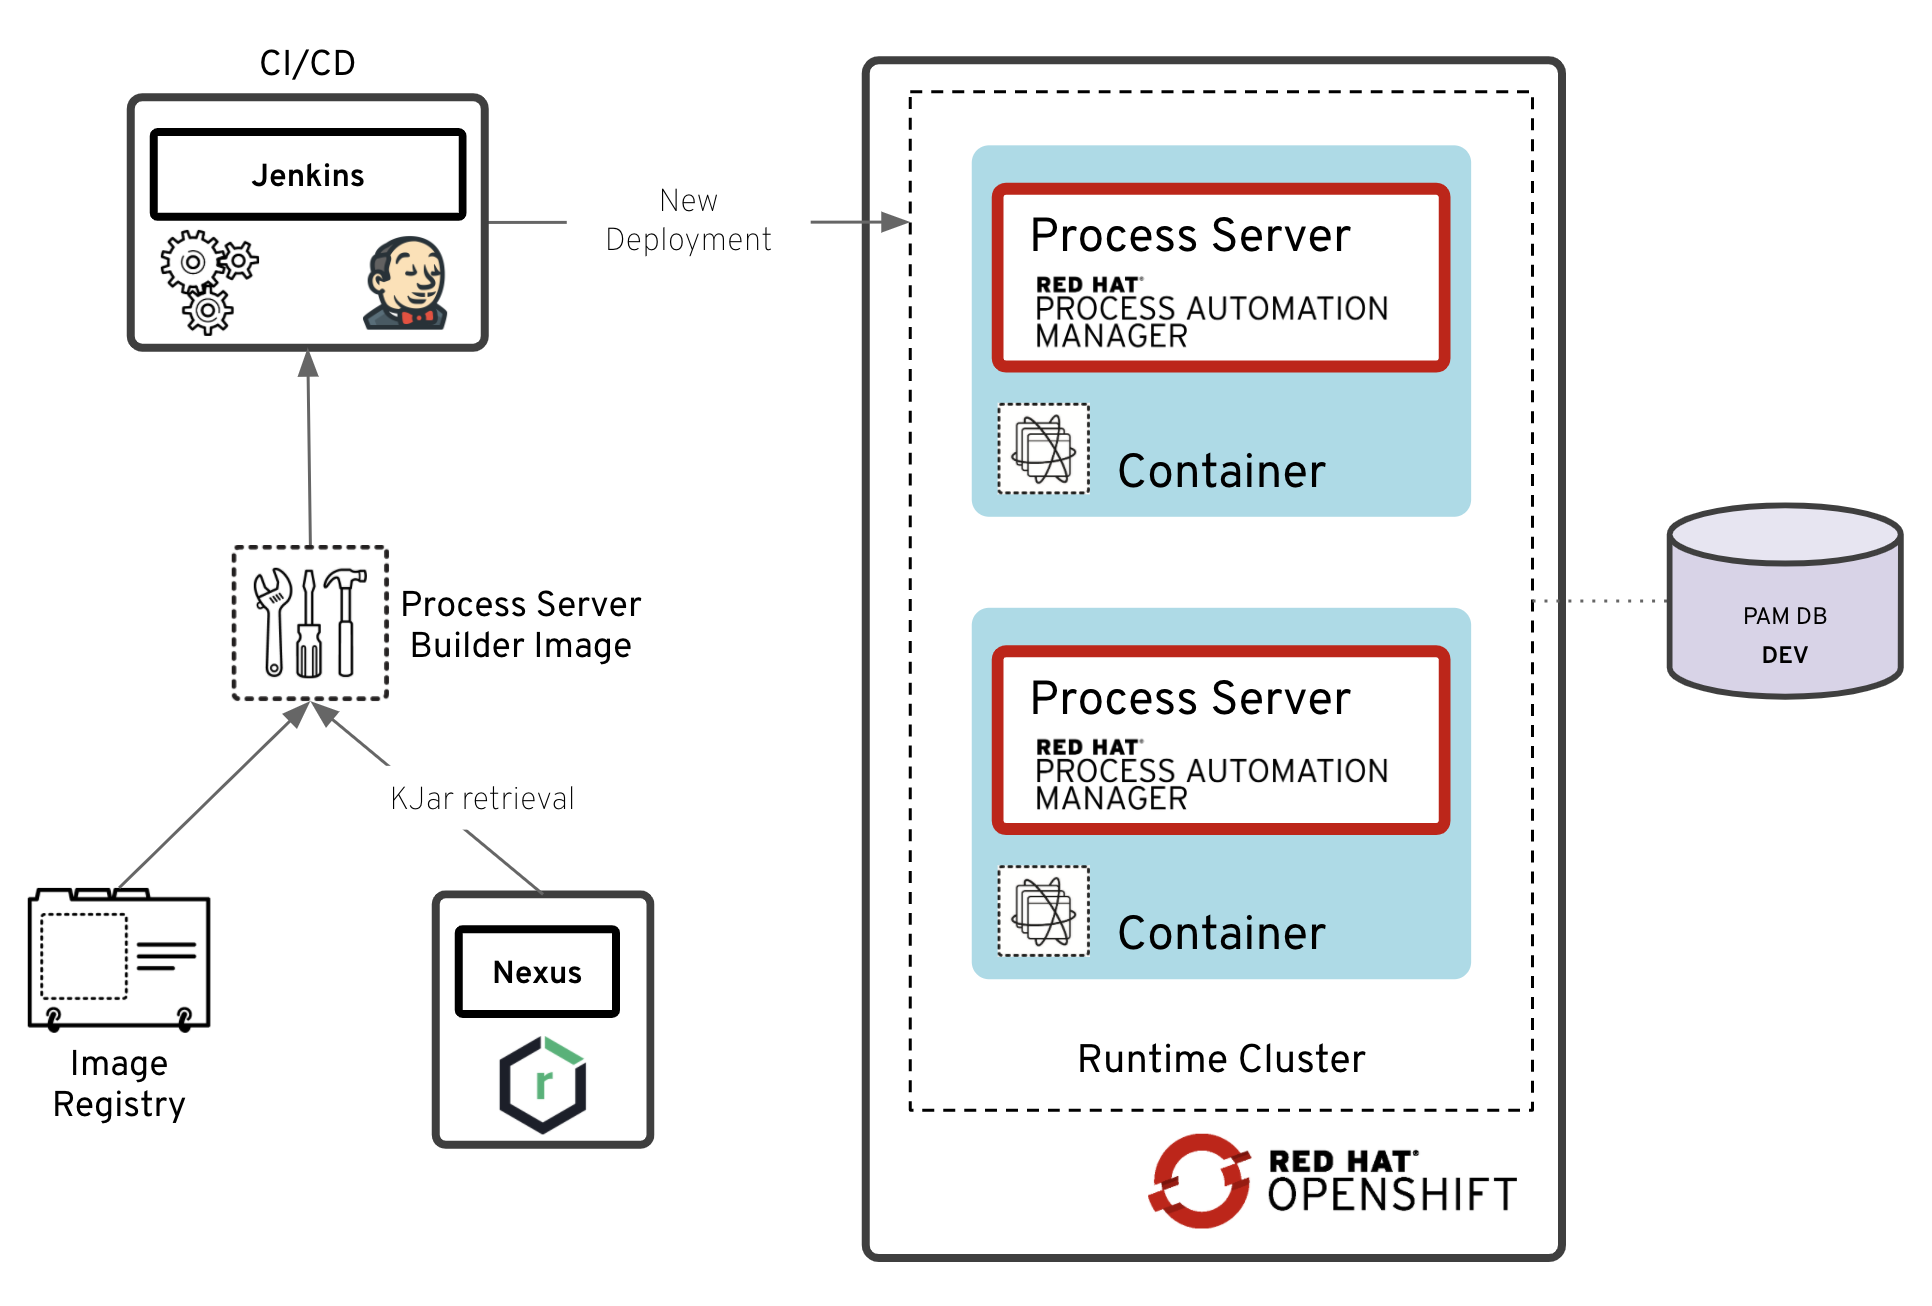 CI/CD
Jenkins
New
Deployment
Process Server
Builder Image
KJar retrieval
Image
Registry
Nexus
r
Process Server
RED HAT®
PROCESS AUTOMATION
MANAGER
Container
Process Server
RED HAT®
PROCESS AUTOMATION
MANAGER
Container
Runtime Cluster
RED HAT®
OPENSHIFT
PAM DB
DEV